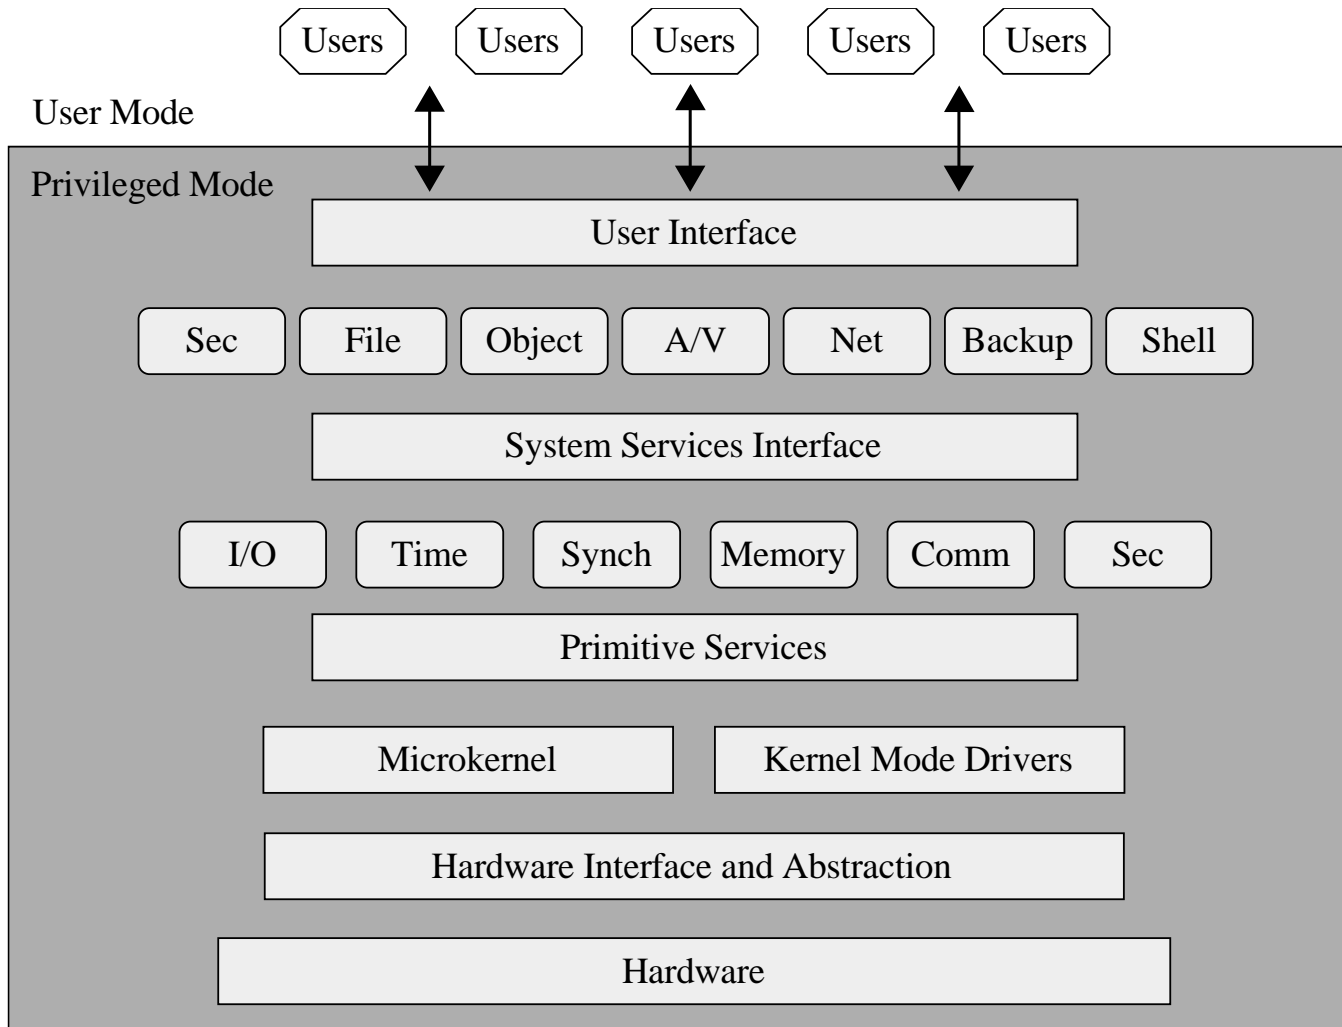 Users Users Users Users Users
User Mode
Privileged Mode
User Interface
Sec File Object A/V Net Backup Shell
System Services Interface
I/O Time Synch Memory Comm Sec
Primitive Services
Microkernel Kernel Mode Drivers
Hardware Interface and Abstraction
Hardware